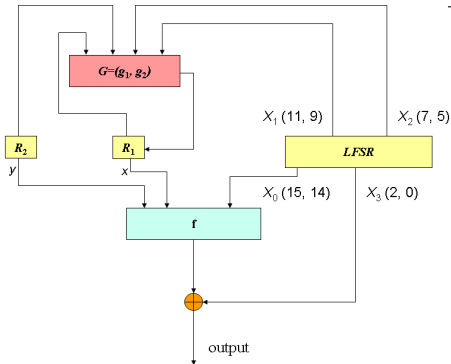 G=(g₁, g₂)
X₁ (11, 9)
X₂ (7, 5)
R₂
R₁
LFSR
y
x
X₀ (15, 14)
X₃ (2, 0)
f
output